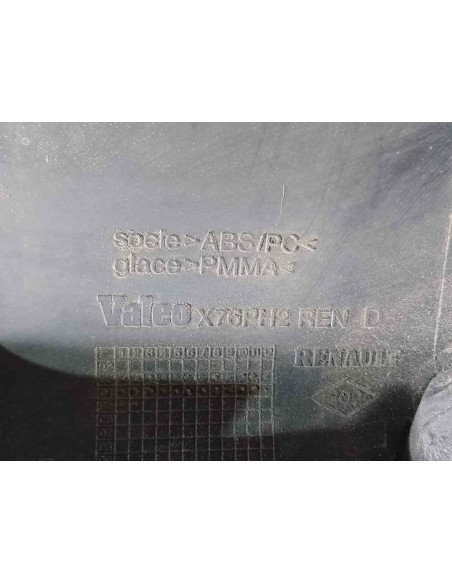 socle>ABS/PC<
glace>PMMA<
Valeo X76PH2 REN D
RENAULT